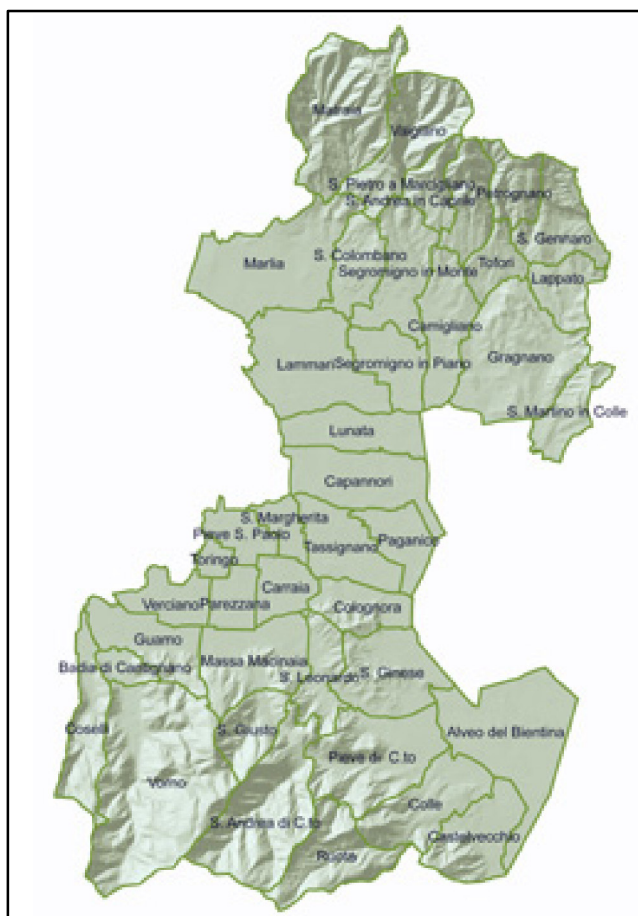 Matraia
Valgiano
S. Pietro a Marcigliano
Petrognano
S. Andrea in Caprile
S. Gennaro
S. Colombano
Marlia
Tofori
Segromigno in Monte
Lappato
Camigliano
Gragnano
Lammari
Segromigno in Piano
S. Martino in Colle
Lunata
Capannori
S. Margherita
Pieve S. Paolo
Paganico
Tassignano
Toringo
Carraia
Verciano
Parezzana
Colognora
Guamo
Massa Macinaia
Badia di Cantignano
S. Leonardo
S. Ginese
Coselli
S. Giusto
Alveo del Bientina
Pieve di C.to
Vorno
Colle
S. Andrea di C.to
Castelvecchio
Ruota